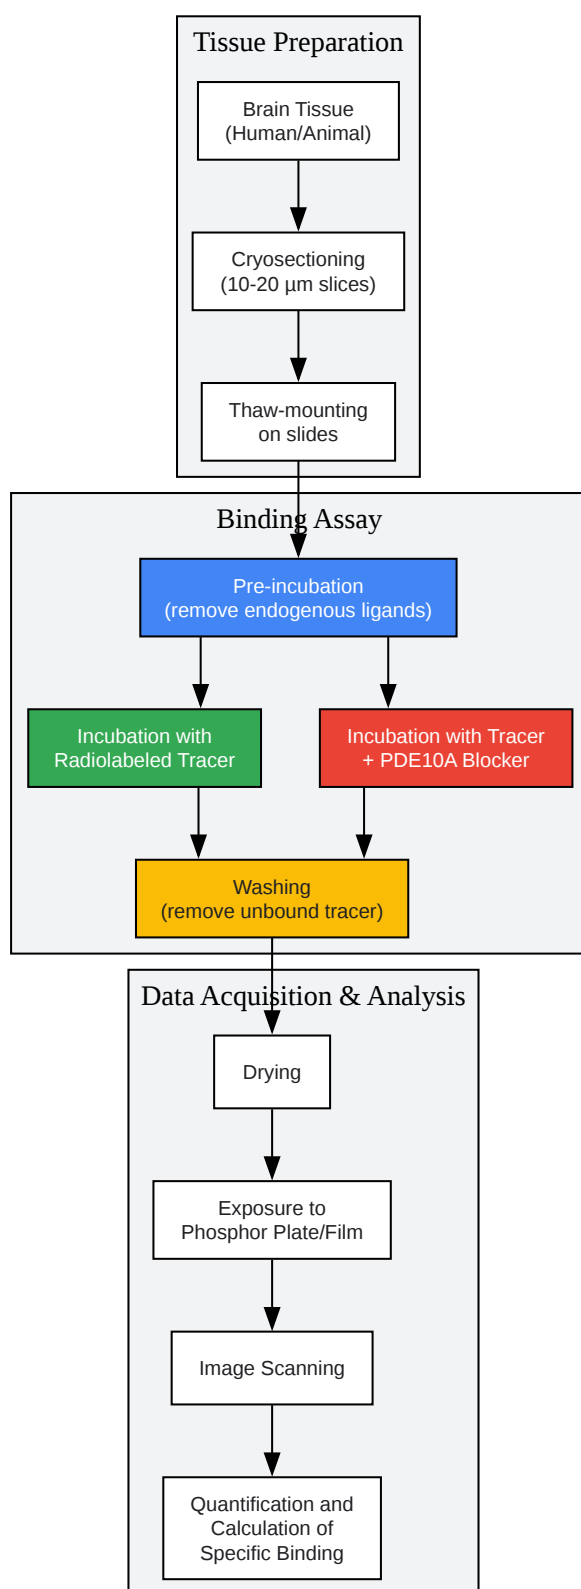 Tissue Preparation
Brain Tissue
(Human/Animal)
Cryosectioning
(10-20 µm slices)
Thaw-mounting
on slides
Binding Assay
Pre-incubation
(remove endogenous ligands)
Incubation with
Radiolabeled Tracer
Incubation with Tracer
+ PDE10A Blocker
Washing
(remove unbound tracer)
Data Acquisition & Analysis
Drying
Exposure to
Phosphor Plate/Film
Image Scanning
Quantification and
Calculation of
Specific Binding